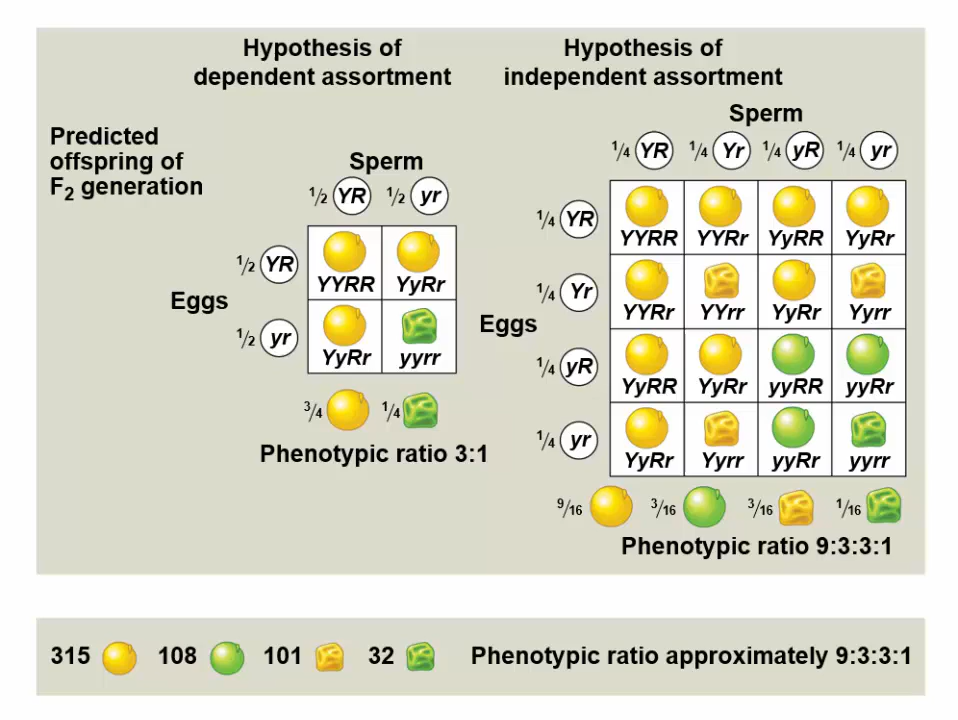 Hypothesis of
dependent assortment
Hypothesis of
independent assortment
Predicted
offspring of
F2 generation
Sperm
1/2 YR 1/2 yr
Eggs
1/2 YR
1/2 yr
YYRR YyRr
YyRr yyrr
3/4 1/4
Phenotypic ratio 3:1
Sperm
1/4 YR 1/4 Yr 1/4 yR 1/4 yr
Eggs
1/4 YR
YYRR YYRr YyRR YyRr
1/4 Yr
YYRr YYrr YyRr Yyrr
1/4 yR
YyRR YyRr yyRR yyRr
1/4 yr
YyRr Yyrr yyRr yyrr
9/16 3/16 3/16 1/16
Phenotypic ratio 9:3:3:1
315 108 101 32 Phenotypic ratio approximately 9:3:3:1